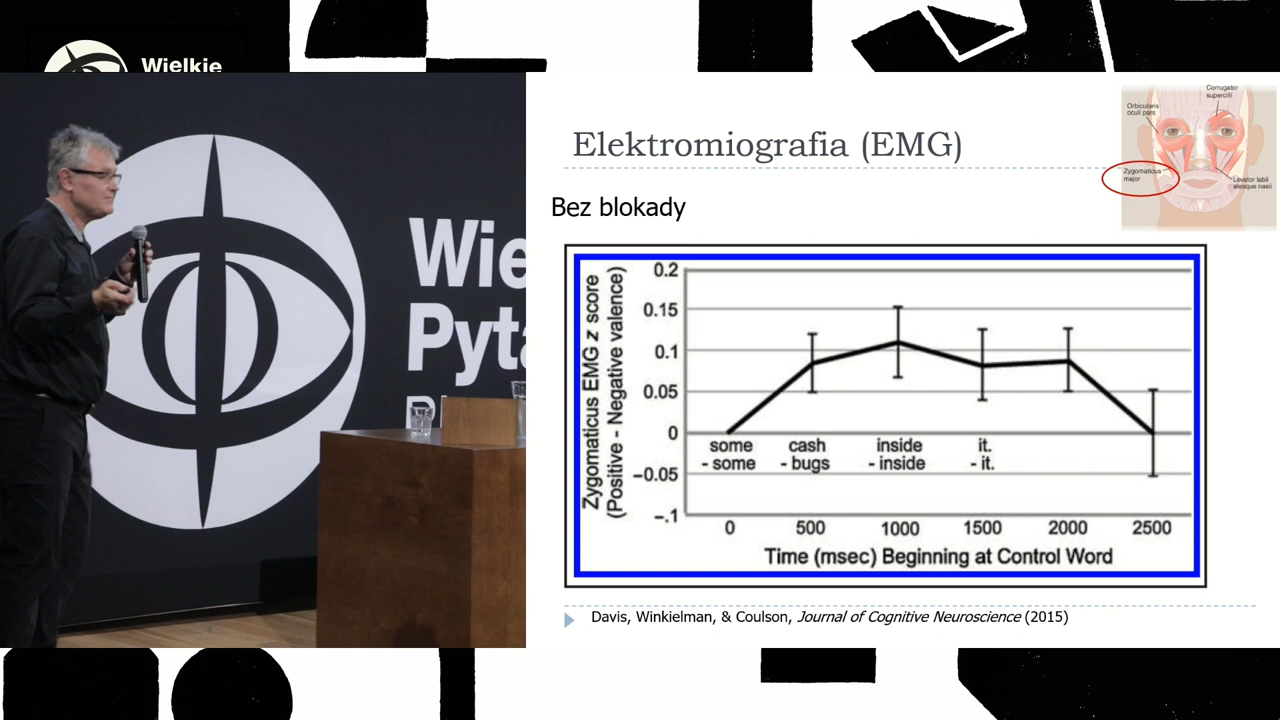 Wielkie
Wie
Pyta
Elektromiografia (EMG)
Corrugator
supercilii
Orbicularis
oculi pars
Zygomaticus
major
Levator labii
alesque nasii
Bez blokady
Zygomaticus EMG z score
(Positive - Negative valence)
0.2
0.15
0.1
0.05
0
−0.05
−.1
some cash inside it.
- some - bugs - inside - it.
0 500 1000 1500 2000 2500
Time (msec) Beginning at Control Word
Davis, Winkielman, & Coulson, Journal of Cognitive Neuroscience (2015)